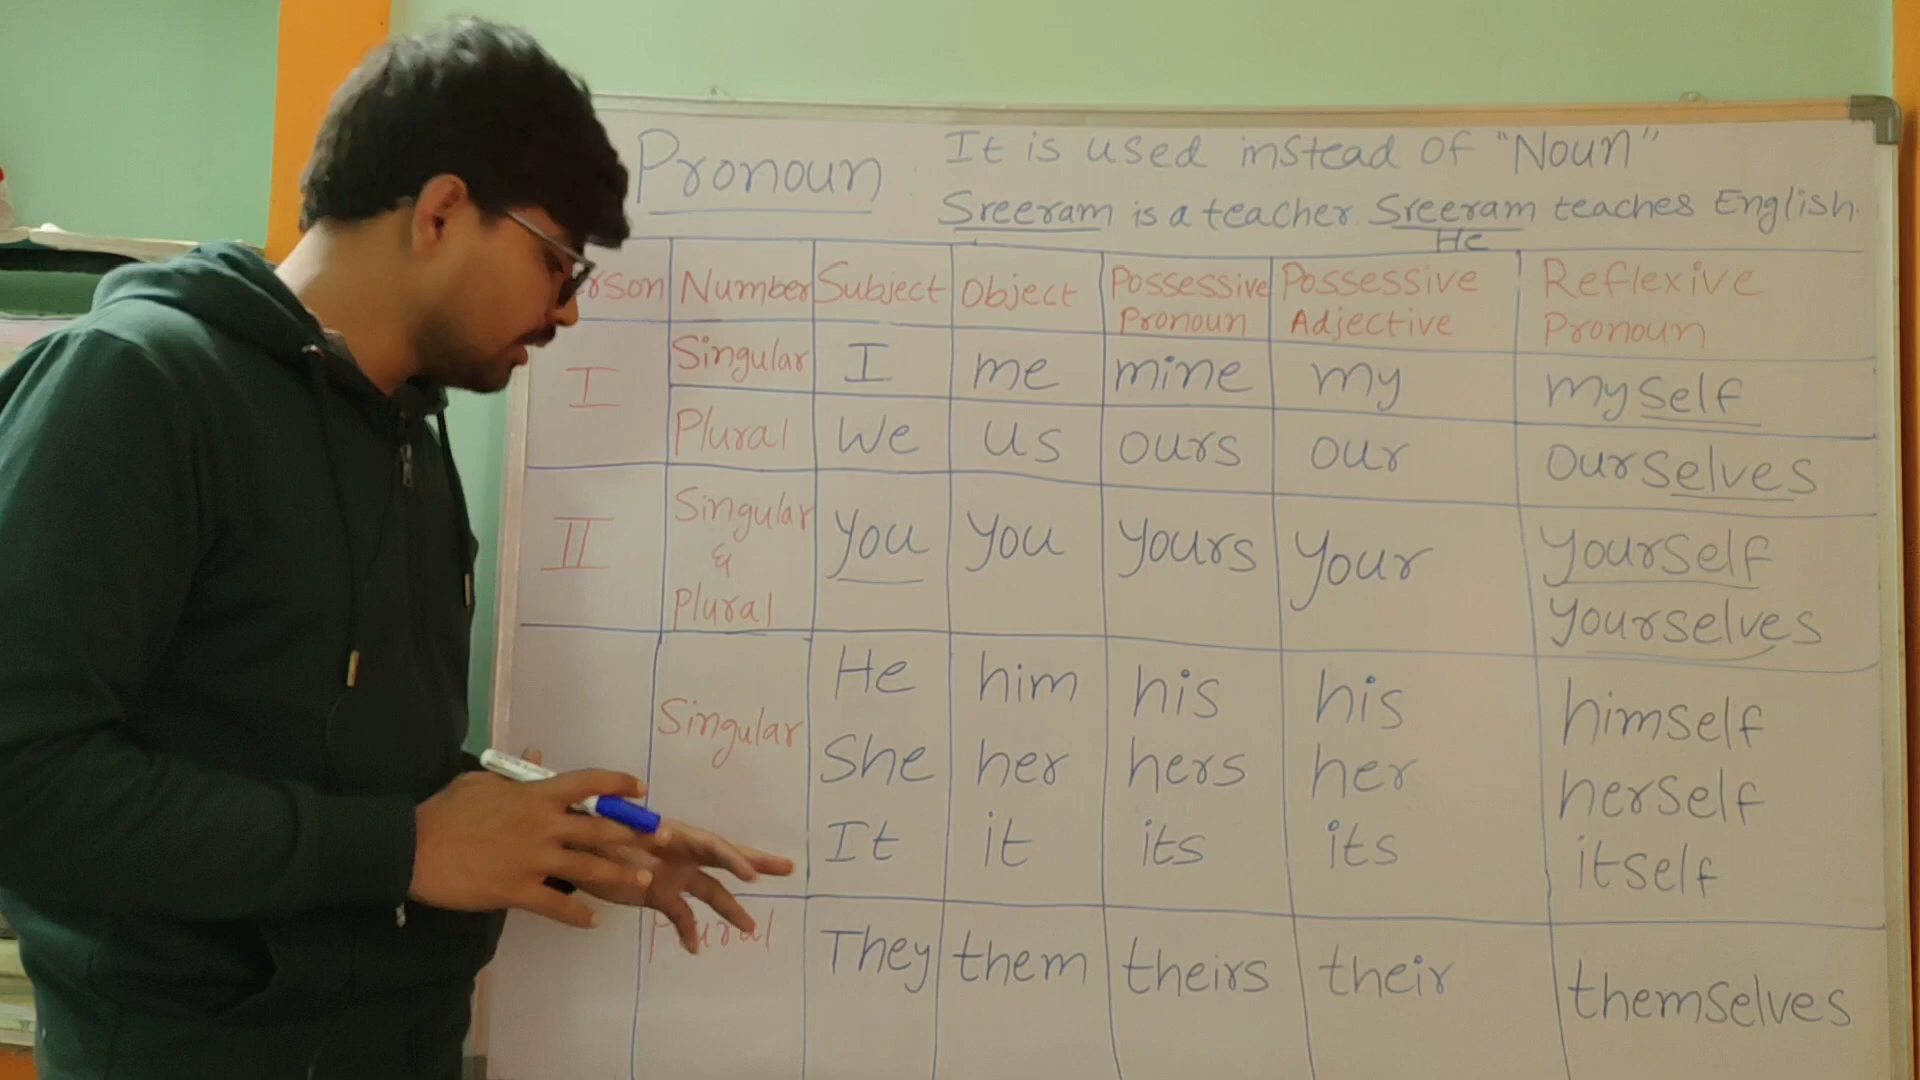 Pronoun : It is used instead of "Noun"
Sreeram is a teacher Sreeram teaches English.
He
rson Number Subject Object Possessive Pronoun Possessive Adjective Reflexive Pronoun
I Singular I me mine my myself
Plural We us ours our ourselves
II Singular & Plural you you yours your yourself
yourselves
He him his his himself
Singular She her hers her herself
It it its its itself
Plural They them theirs their themselves